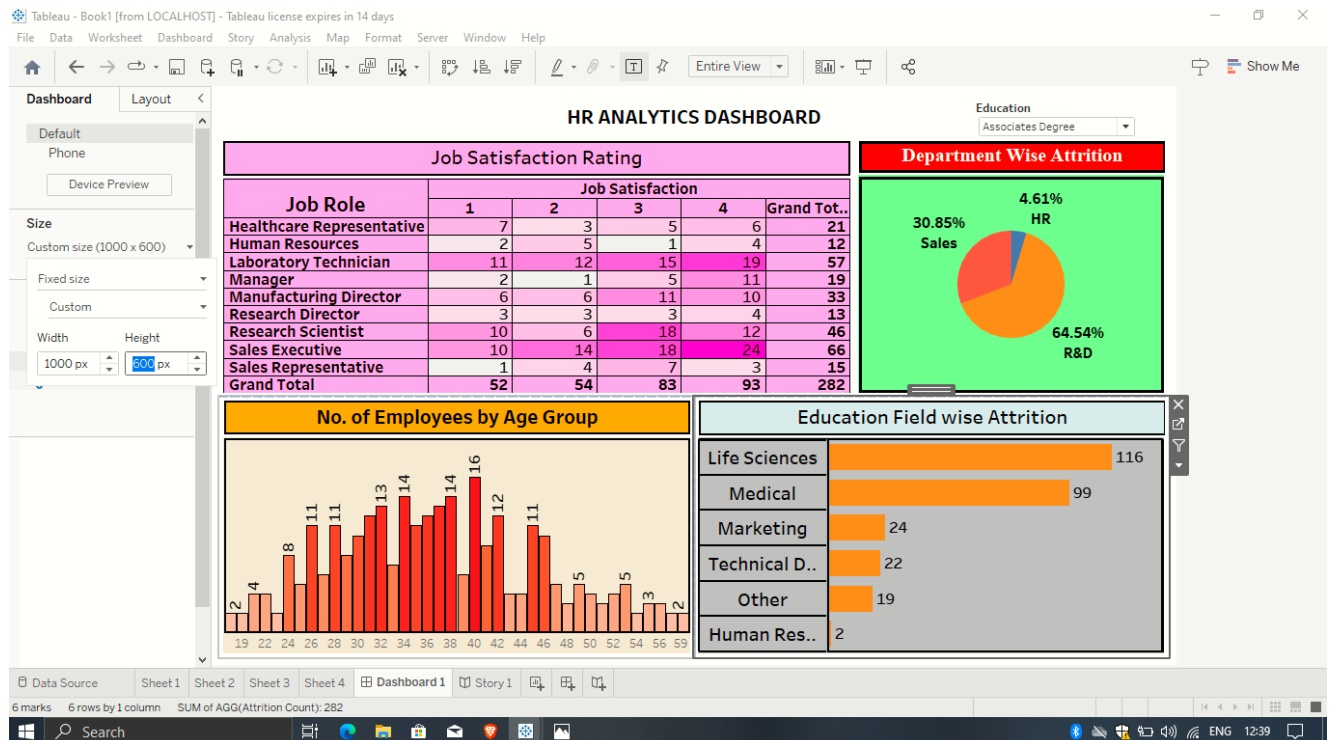 Tableau - Book1 [from LOCALHOST] - Tableau license expires in 14 days
File Data Worksheet Dashboard Story Analysis Map Format Server Window Help
Entire View
Show Me
Dashboard Layout
Default
Phone
Device Preview
Size
Custom size (1000 x 600)
Fixed size
Custom
Width Height
1000 px 600 px
HR ANALYTICS DASHBOARD
Education
Associates Degree
Job Satisfaction Rating
Job Satisfaction
Job Role 1 2 3 4 Grand Tot..
Healthcare Representative 7 3 5 6 21
Human Resources 2 5 1 4 12
Laboratory Technician 11 12 15 19 57
Manager 2 1 5 11 19
Manufacturing Director 6 6 11 10 33
Research Director 3 3 3 4 13
Research Scientist 10 6 18 12 46
Sales Executive 10 14 18 24 66
Sales Representative 1 4 7 3 15
Grand Total 52 54 83 93 282
Department Wise Attrition
4.61%
HR
30.85%
Sales
64.54%
R&D
No. of Employees by Age Group
2 4 8 11 11 13 14 14 16 12 11 5 5 3 2
19 22 24 26 28 30 32 34 36 38 40 42 44 46 48 50 52 54 56 59
Education Field wise Attrition
Life Sciences 116
Medical 99
Marketing 24
Technical D.. 22
Other 19
Human Res.. 2
Data Source Sheet 1 Sheet 2 Sheet 3 Sheet 4 Dashboard 1 Story 1
6 marks 6 rows by 1 column SUM of AGG(Attrition Count): 282
Search
ENG 12:39